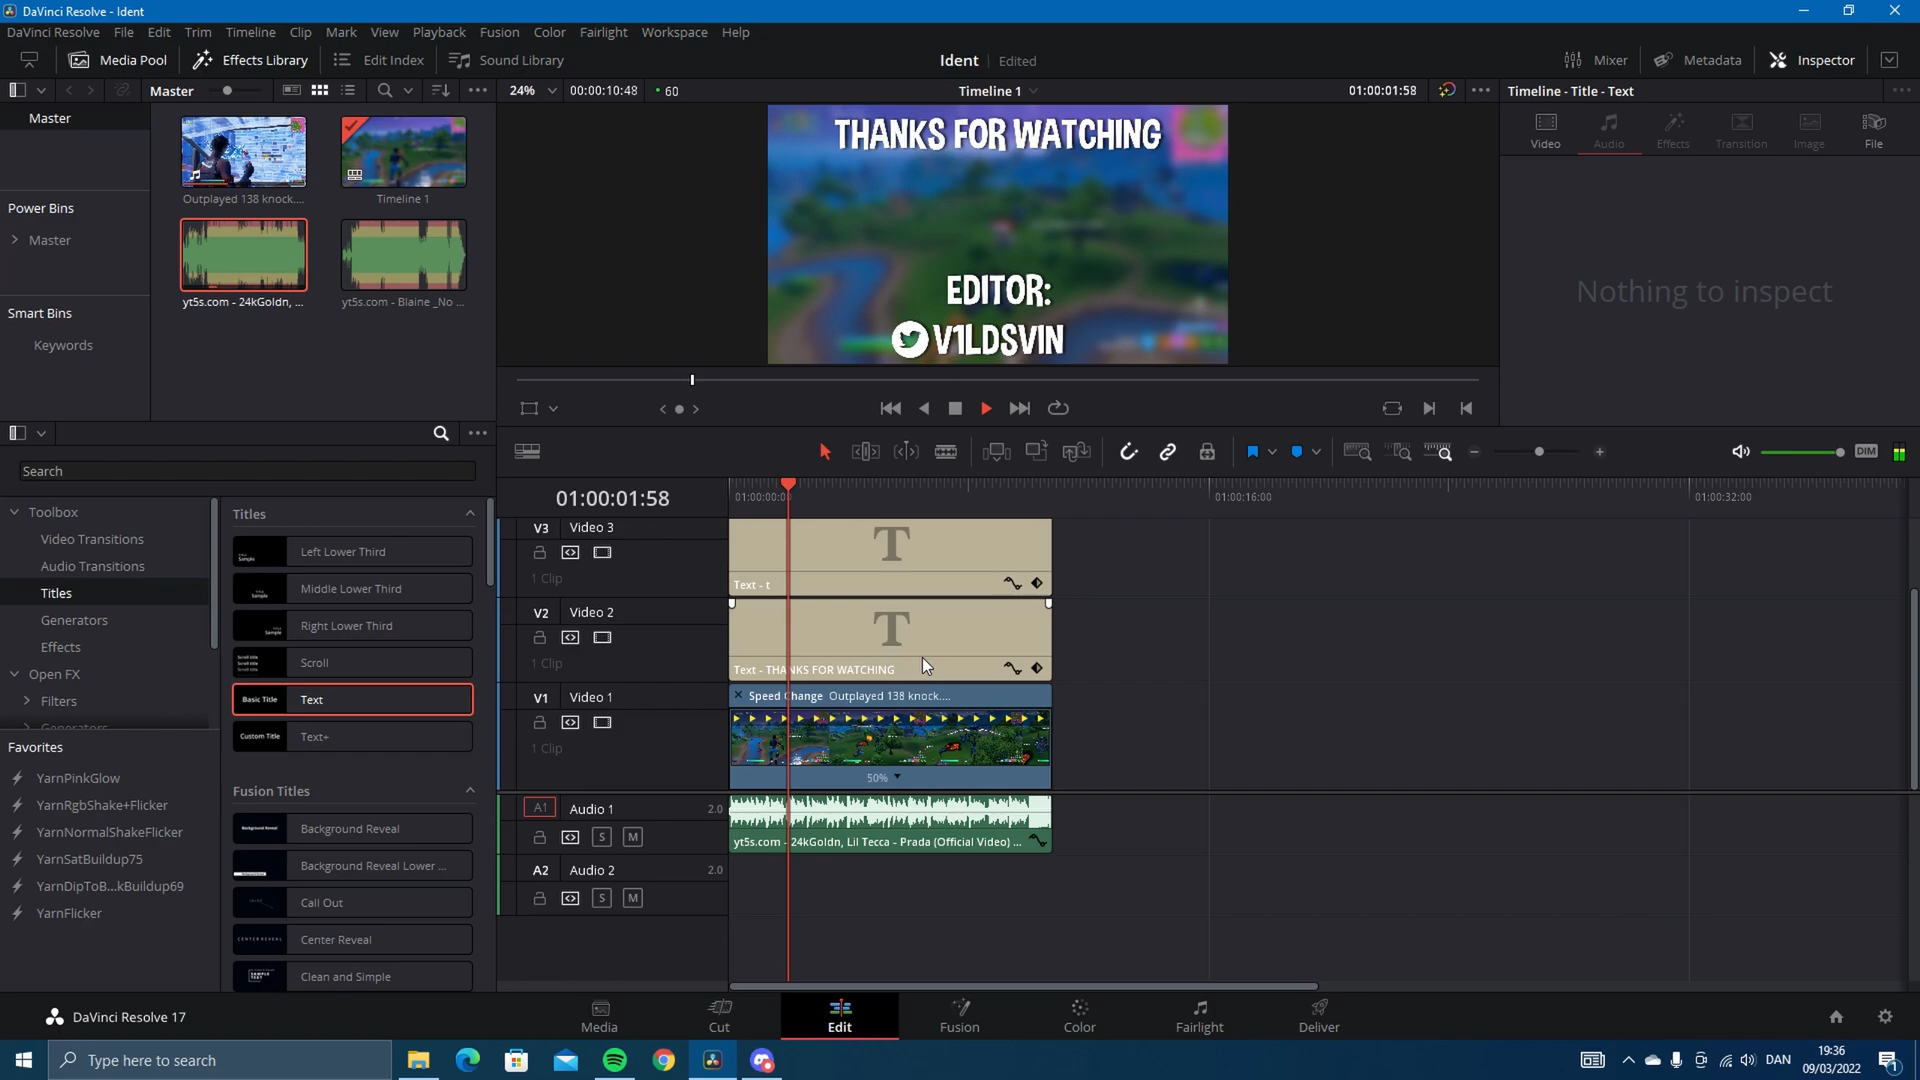 DaVinci Resolve - Ident
DaVinci Resolve File Edit Trim Timeline Clip Mark View Playback Fusion Color Fairlight Workspace Help
Media Pool Effects Library Edit Index Sound Library Ident Edited Mixer Metadata Inspector
Master 24% 00:00:10:48 60 Timeline 1 01:00:01:58 Timeline - Title - Text
Master
Video Audio Effects Transition Image File
THANKS FOR WATCHING
Outplayed 138 knock.... Timeline 1
Power Bins
Master
EDITOR:
V1LDSVIN
Nothing to inspect
yt5s.com - 24kGoldn, ... yt5s.com - Blaine _No ...
Smart Bins
Keywords
DIM
Search
01:00:01:58 01:00:00:0 01:00:16:00 01:00:32:00
Toolbox
Video Transitions
Audio Transitions
Titles
Generators
Effects
Open FX
Filters
Generators
Titles
Left Lower Third
Middle Lower Third
Right Lower Third
Scroll
Basic Title Text
Custom Title Text+
Fusion Titles
Background Reveal
Background Reveal Lower ...
Call Out
Center Reveal
Clean and Simple
Favorites
YarnPinkGlow
YarnRgbShake+Flicker
YarnNormalShakeFlicker
YarnSatBuildup75
YarnDipToB...kBuildup69
YarnFlicker
V3 Video 3
1 Clip
T
Text - t
V2 Video 2
1 Clip
T
Text - THANKS FOR WATCHING
V1 Video 1
1 Clip
Speed Change Outplayed 138 knock....
50%
A1 Audio 1 2.0
S M
yt5s.com - 24kGoldn, Lil Tecca - Prada (Official Video) ...
A2 Audio 2 2.0
S M
DaVinci Resolve 17
Media Cut Edit Fusion Color Fairlight Deliver
Type here to search
DAN
19:36
09/03/2022
1